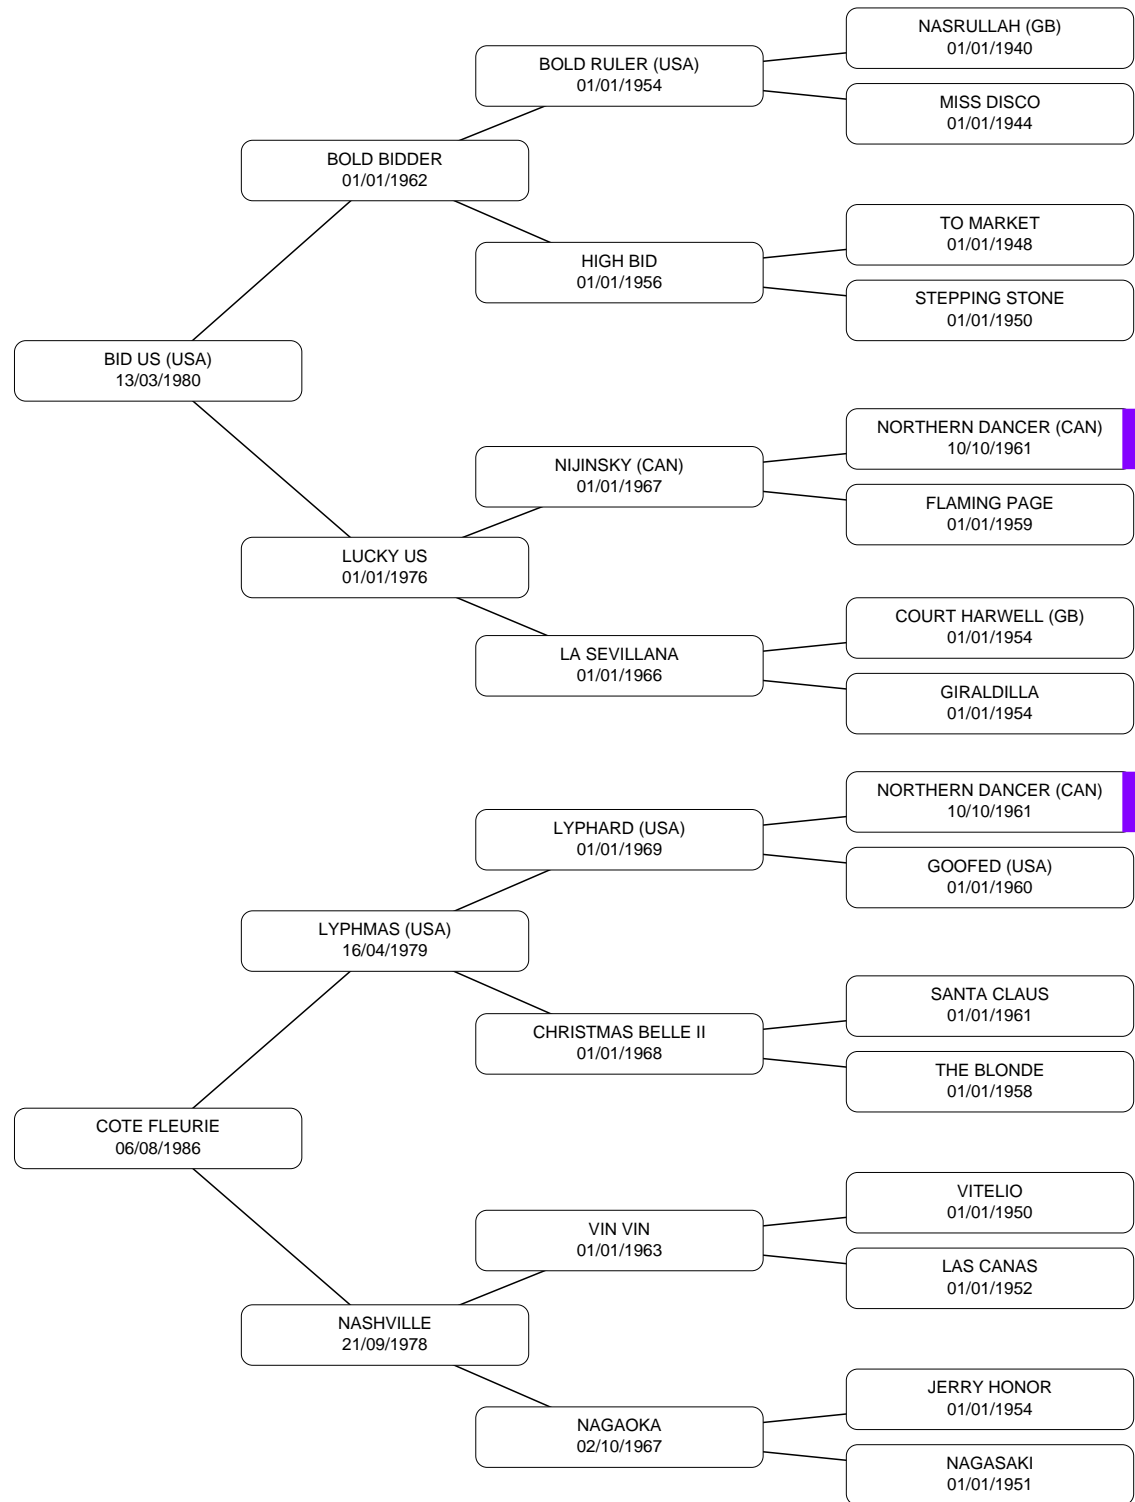 NASRULLAH (GB)
01/01/1940
BOLD RULER (USA)
01/01/1954
MISS DISCO
01/01/1944
BOLD BIDDER
01/01/1962
TO MARKET
01/01/1948
HIGH BID
01/01/1956
STEPPING STONE
01/01/1950
BID US (USA)
13/03/1980
NORTHERN DANCER (CAN)
10/10/1961
NIJINSKY (CAN)
01/01/1967
FLAMING PAGE
01/01/1959
LUCKY US
01/01/1976
COURT HARWELL (GB)
01/01/1954
LA SEVILLANA
01/01/1966
GIRALDILLA
01/01/1954
NORTHERN DANCER (CAN)
10/10/1961
LYPHARD (USA)
01/01/1969
GOOFED (USA)
01/01/1960
LYPHMAS (USA)
16/04/1979
SANTA CLAUS
01/01/1961
CHRISTMAS BELLE II
01/01/1968
THE BLONDE
01/01/1958
COTE FLEURIE
06/08/1986
VITELIO
01/01/1950
VIN VIN
01/01/1963
LAS CANAS
01/01/1952
NASHVILLE
21/09/1978
JERRY HONOR
01/01/1954
NAGAOKA
02/10/1967
NAGASAKI
01/01/1951